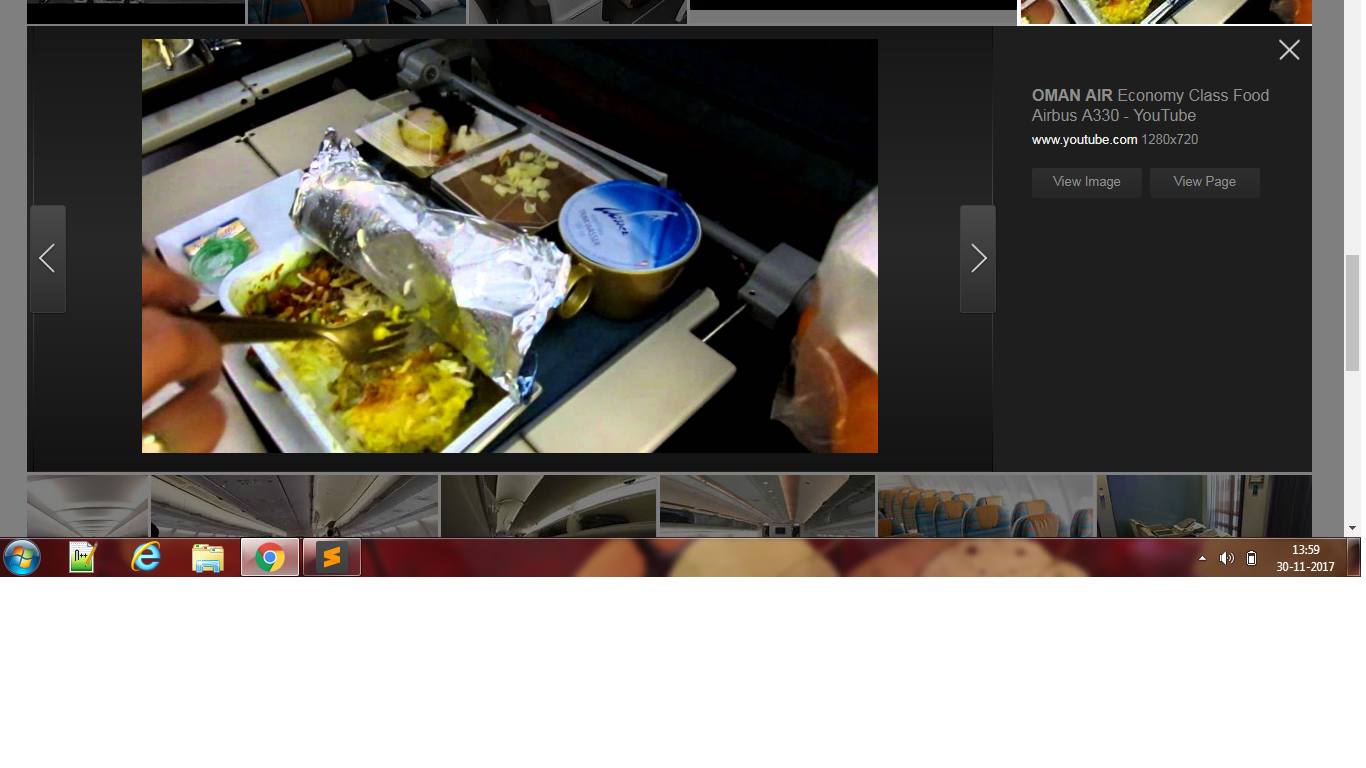 OMAN AIR Economy Class Food
Airbus A330 - YouTube
www.youtube.com 1280x720
View Image
View Page
TRINKWASSER
13:59
30-11-2017